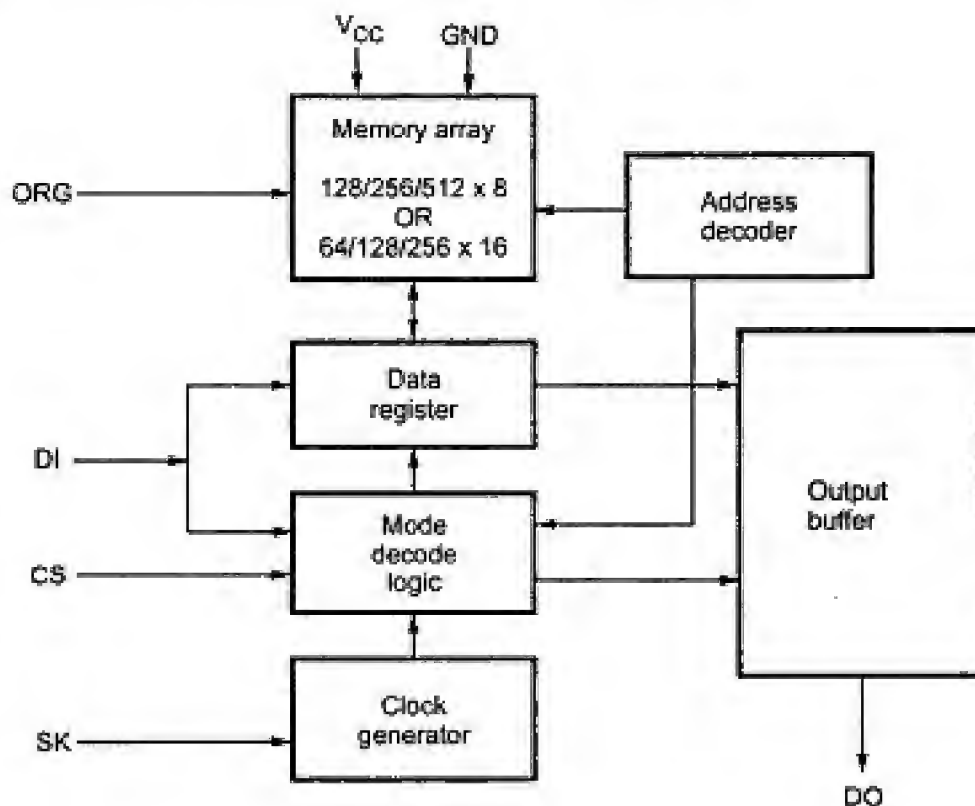 VCC GND
Memory array
128/256/512 x 8
OR
64/128/256 x 16
ORG
Address
decoder
Data
register
DI
Mode
decode
logic
CS
Output
buffer
Clock
generator
SK
DO